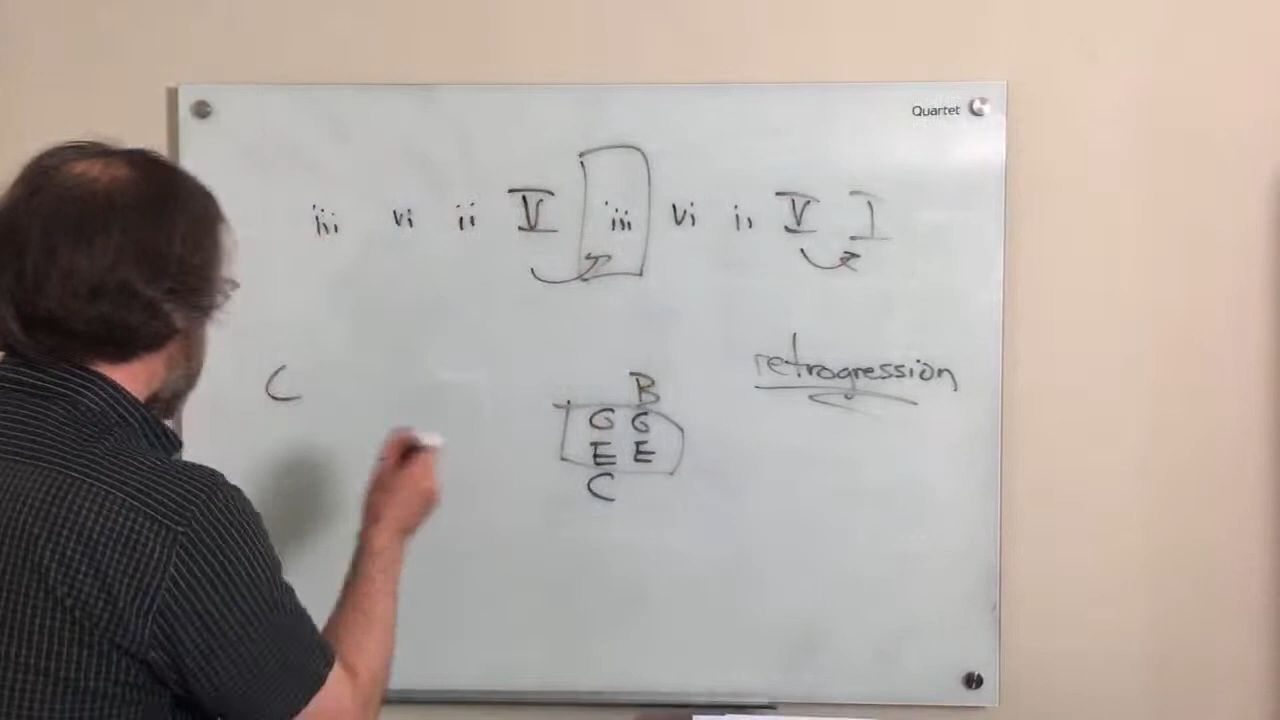 Quartet
iii vi ii V iii vi ii V I
retrogression
C
B
G G
E E
C